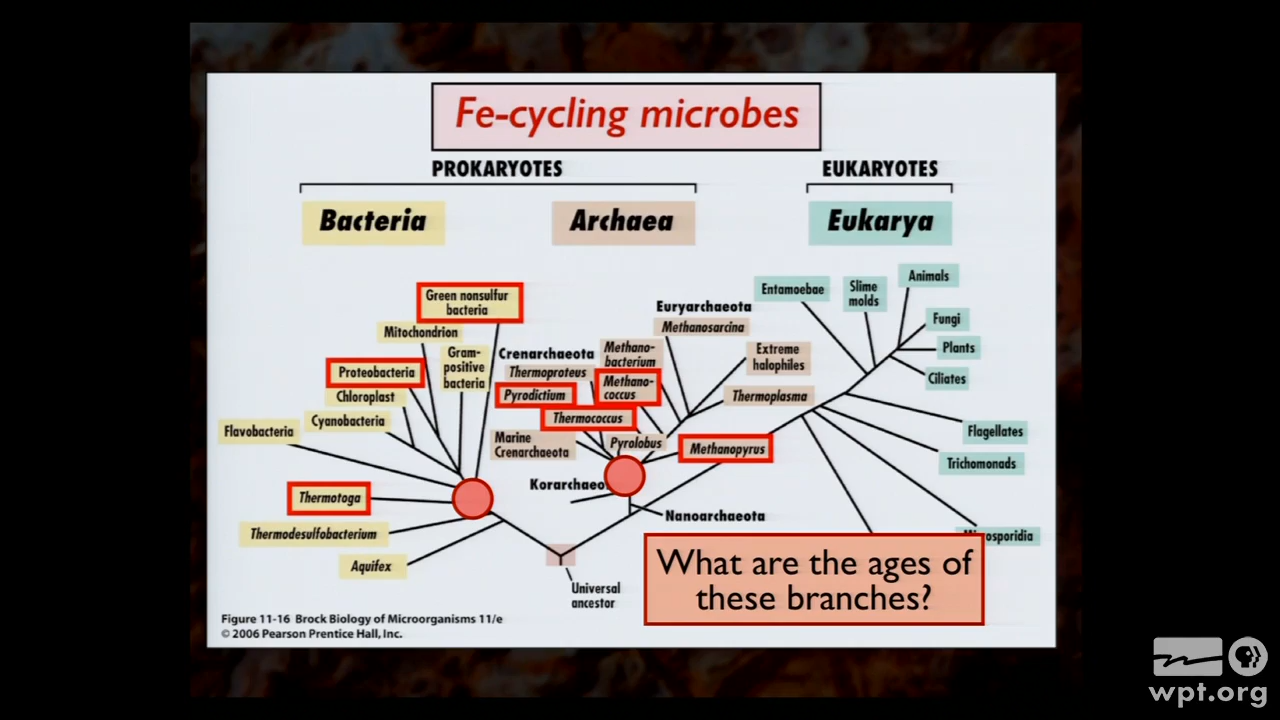 Fe-cycling microbes
PROKARYOTES
EUKARYOTES
Bacteria
Archaea
Eukarya
Green nonsulfur
bacteria
Mitochondrion
Gram-
positive
bacteria
Proteobacteria
Chloroplast
Cyanobacteria
Flavobacteria
Thermotoga
Thermodesulfobacterium
Aquifex
Crenarchaeota
Thermoproteus
Pyrodictium
Thermococcus
Marine
Crenarchaeota
Pyrolobus
Methano-
bacterium
Methano-
coccus
Euryarchaeota
Methanosarcina
Extreme
halophiles
Thermoplasma
Methanopyrus
Korarchaeo
Nanoarchaeota
Universal
ancestor
Entamoebae
Slime
molds
Animals
Fungi
Plants
Ciliates
Flagellates
Trichomonads
osporidia
What are the ages of
these branches?
Figure 11-16 Brock Biology of Microorganisms 11/e
© 2006 Pearson Prentice Hall, Inc.
wpt.org